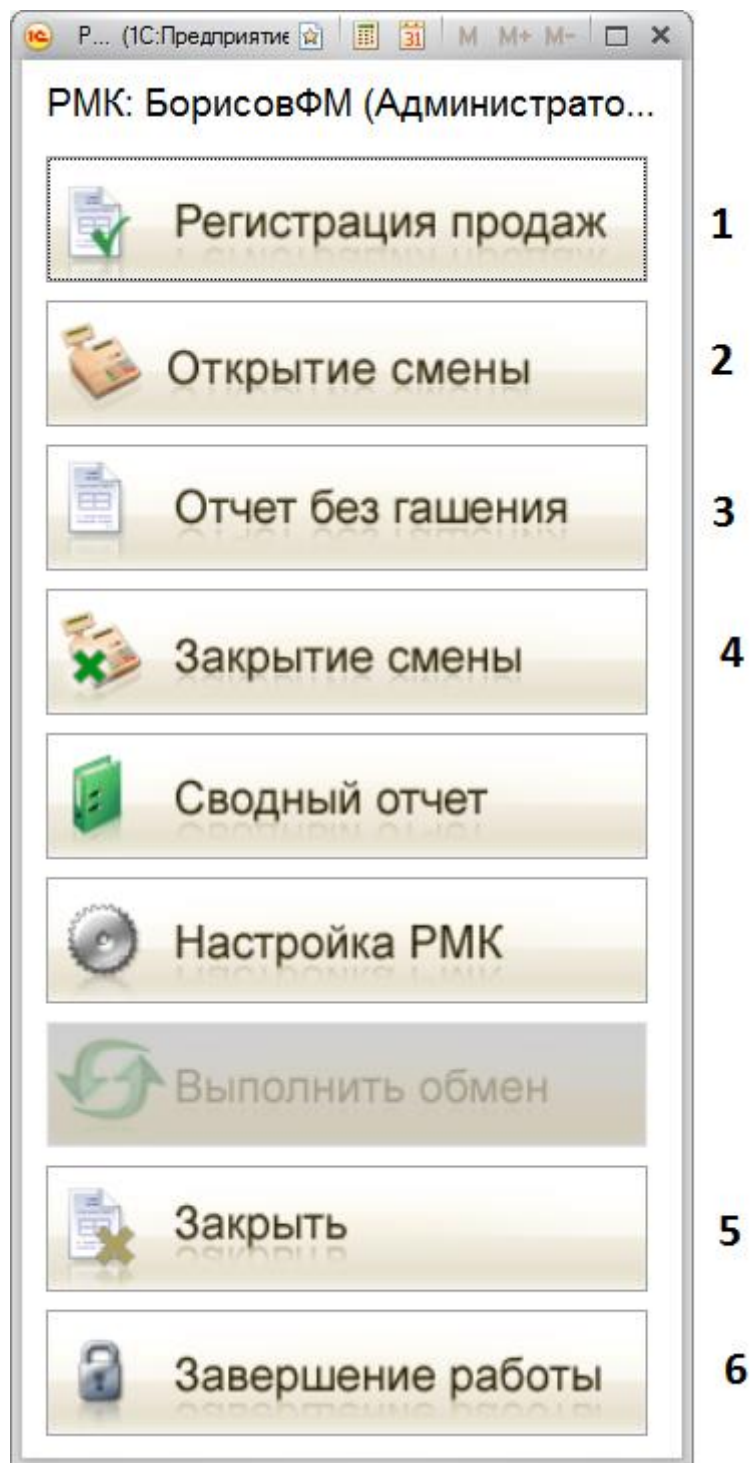 Р... (1С:Предприятие 31 M M+ M-
РМК: БорисовФМ (Администрато...
Регистрация продаж 1
Открытие смены 2
Отчет без гашения 3
Закрытие смены 4
Сводный отчет
Настройка РМК
Выполнить обмен
Закрыть 5
Завершение работы 6